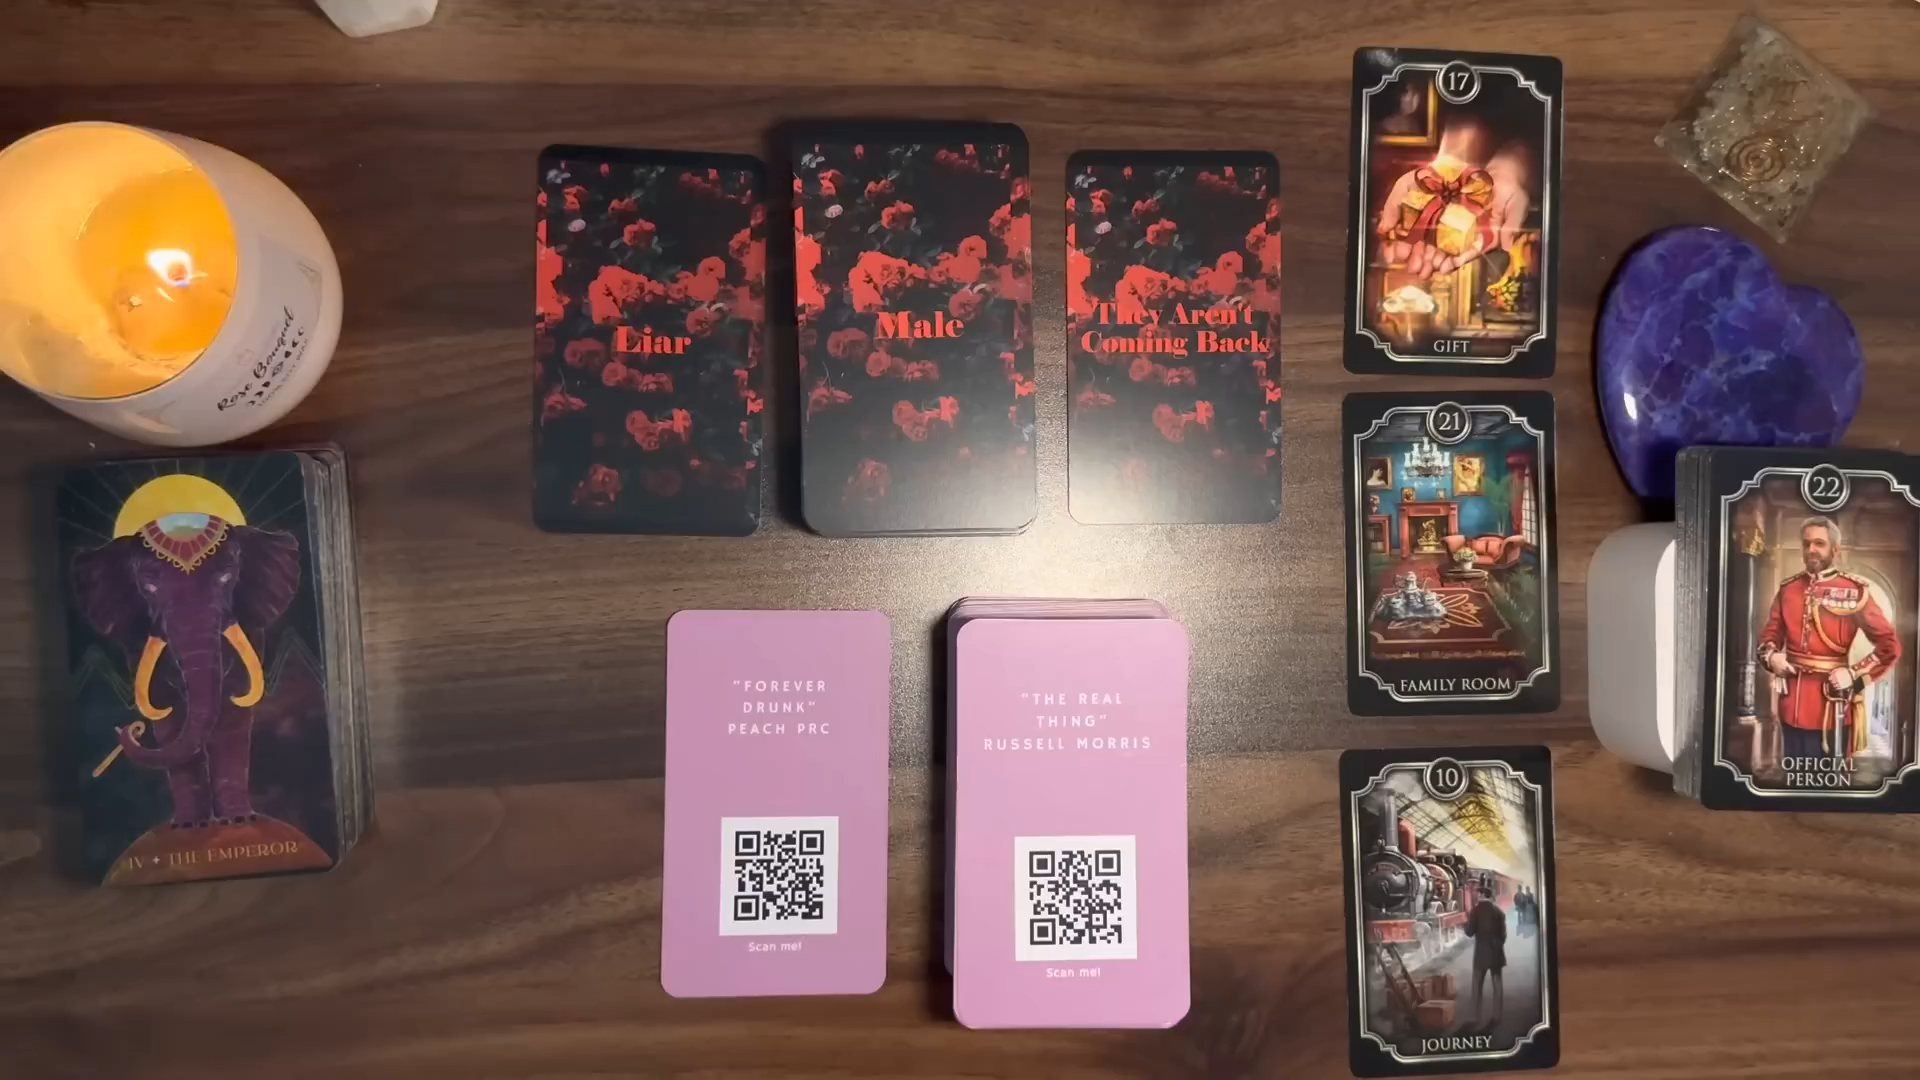 Rose Bouquet
Liar
Male
They Aren't
Coming Back
17
GIFT
21
FAMILY ROOM
22
OFFICIAL
PERSON
10
JOURNEY
IV ✦ THE EMPEROR
"FOREVER
DRUNK"
PEACH PRC
Scan me!
"THE REAL
THING"
RUSSELL MORRIS
Scan me!